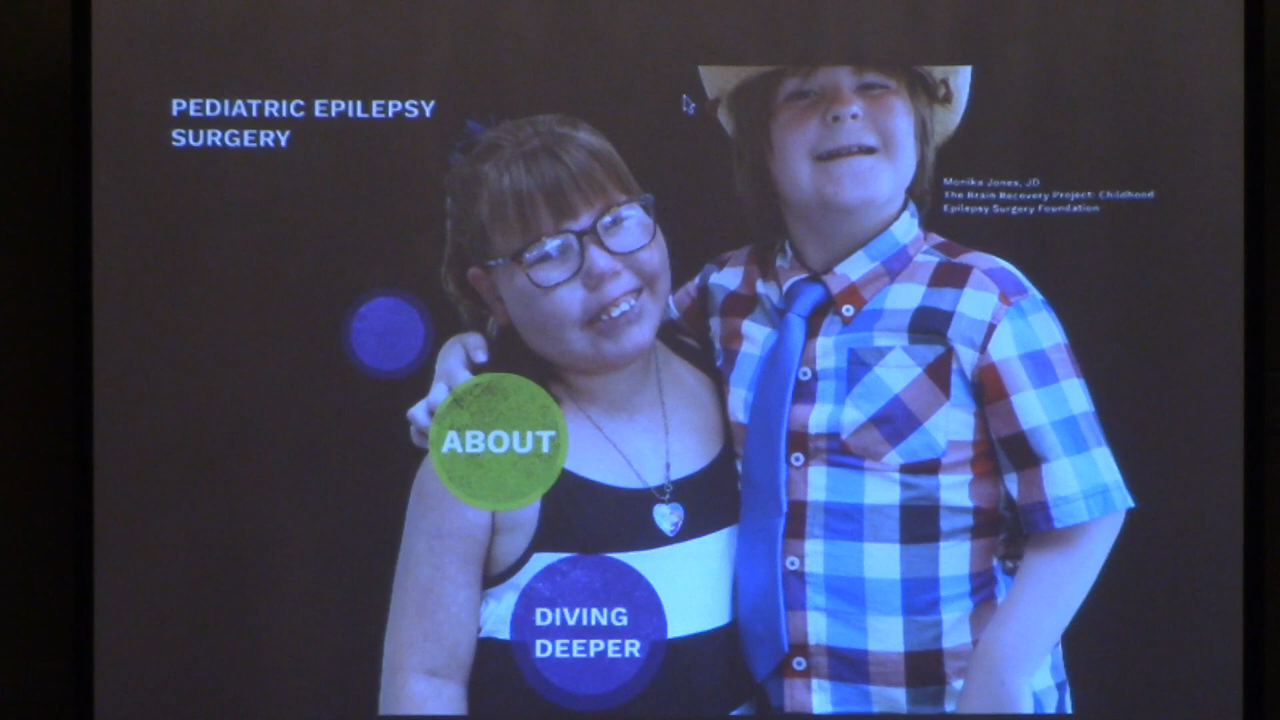 PEDIATRIC EPILEPSY
SURGERY
Monika Jones, JD
The Brain Recovery Project: Childhood
Epilepsy Surgery Foundation
ABOUT
DIVING
DEEPER